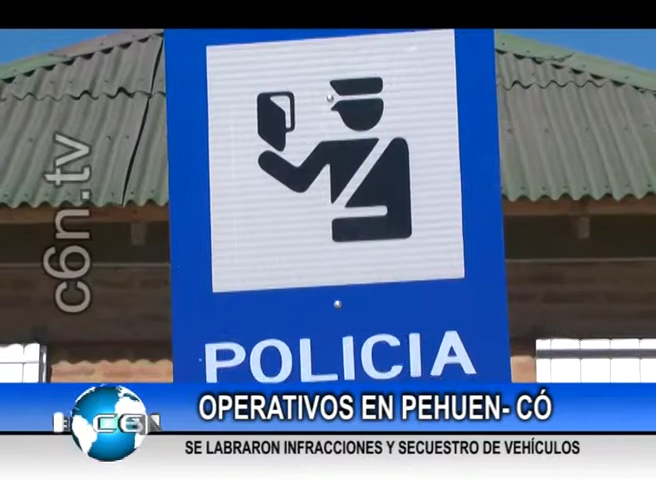 c6n.tv
POLICIA
OPERATIVOS EN PEHUEN- CÓ
C6N
SE LABRARON INFRACCIONES Y SECUESTRO DE VEHÍCULOS